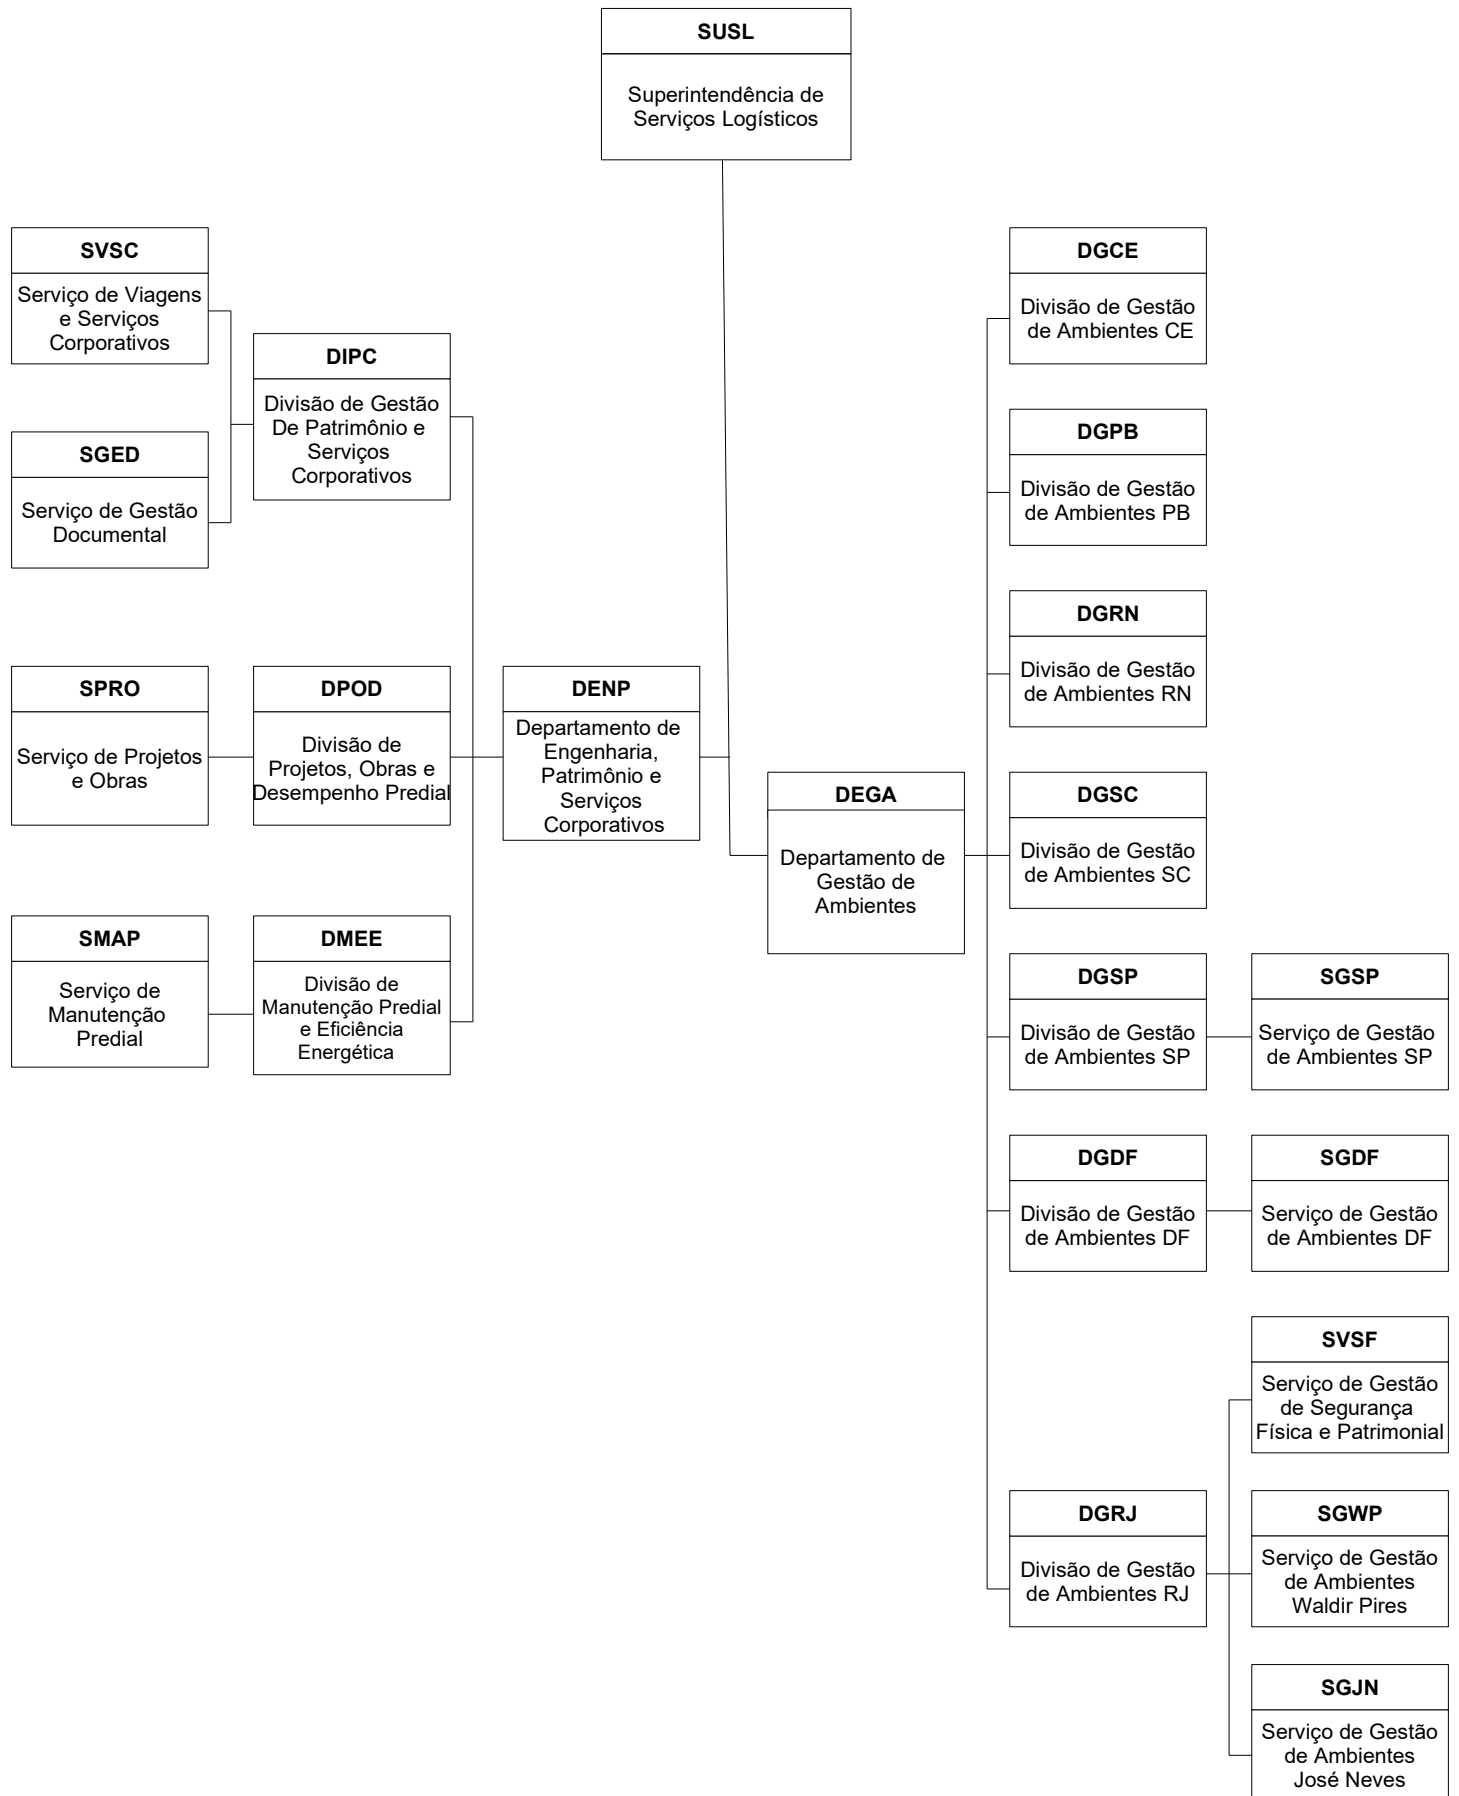 SUSL
Superintendência de
Serviços Logísticos
SVSC
Serviço de Viagens
e Serviços
Corporativos
DIPC
Divisão de Gestão
De Patrimônio e
Serviços
Corporativos
SGED
Serviço de Gestão
Documental
SPRO
Serviço de Projetos
e Obras
DPOD
Divisão de
Projetos, Obras e
Desempenho Predial
DENP
Departamento de
Engenharia,
Patrimônio e
Serviços
Corporativos
SMAP
Serviço de
Manutenção
Predial
DMEE
Divisão de
Manutenção Predial
e Eficiência
Energética
DEGA
Departamento de
Gestão de
Ambientes
DGCE
Divisão de Gestão
de Ambientes CE
DGPB
Divisão de Gestão
de Ambientes PB
DGRN
Divisão de Gestão
de Ambientes RN
DGSC
Divisão de Gestão
de Ambientes SC
DGSP
Divisão de Gestão
de Ambientes SP
SGSP
Serviço de Gestão
de Ambientes SP
DGDF
Divisão de Gestão
de Ambientes DF
SGDF
Serviço de Gestão
de Ambientes DF
SVSF
Serviço de Gestão
de Segurança
Física e Patrimonial
DGRJ
Divisão de Gestão
de Ambientes RJ
SGWP
Serviço de Gestão
de Ambientes
Waldir Pires
SGJN
Serviço de Gestão
de Ambientes
José Neves